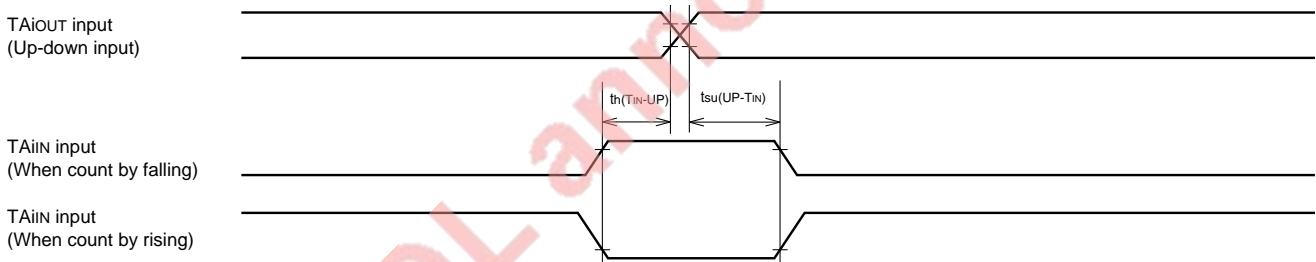 TAiOUT input
(Up-down input)
th(TIN-UP)
tsu(UP-TIN)
TAiIN input
(When count by falling)
TAiIN input
(When count by rising)